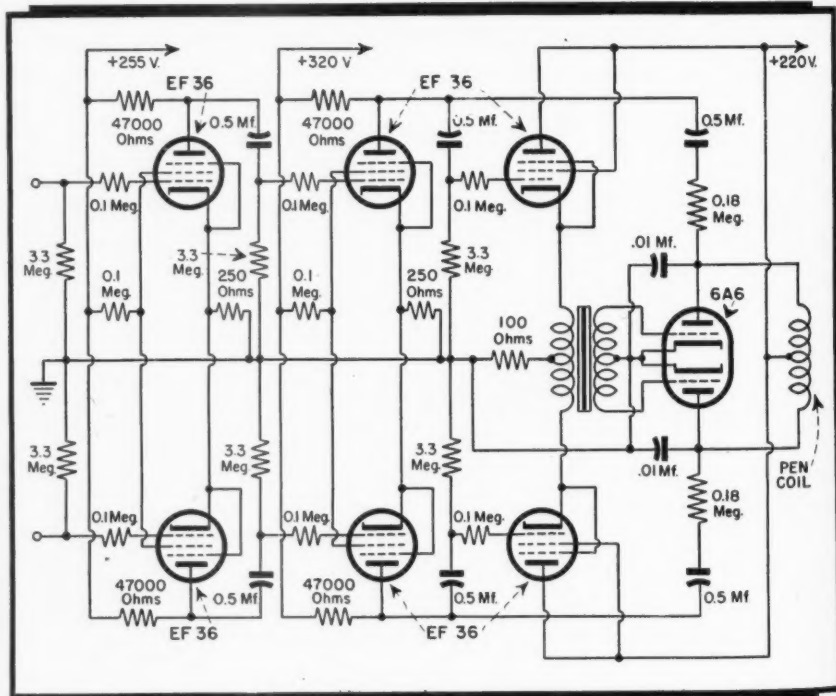 +255 V.
EF 36
47000
Ohms
0.5 Mf.
0.1 Meg.
3.3
Meg.
0.1
Meg.
3.3
Meg.
250
Ohms
3.3
Meg.
3.3
Meg.
0.1 Meg.
47000
Ohms
EF 36
0.5 Mf.
+320 V.
EF 36
47000
Ohms
0.5 Mf.
0.1 Meg.
0.1 Meg.
0.1
Meg.
250
Ohms
3.3
Meg.
3.3
Meg.
0.1
Meg.
0.1 Meg.
47000
Ohms
0.5 Mf.
EF 36
+220 V.
0.5 Mf.
0.18
Meg.
.01 Mf.
6A6
100
Ohms
.01 Mf.
PEN
COIL
0.18
Meg.
0.5 Mf.